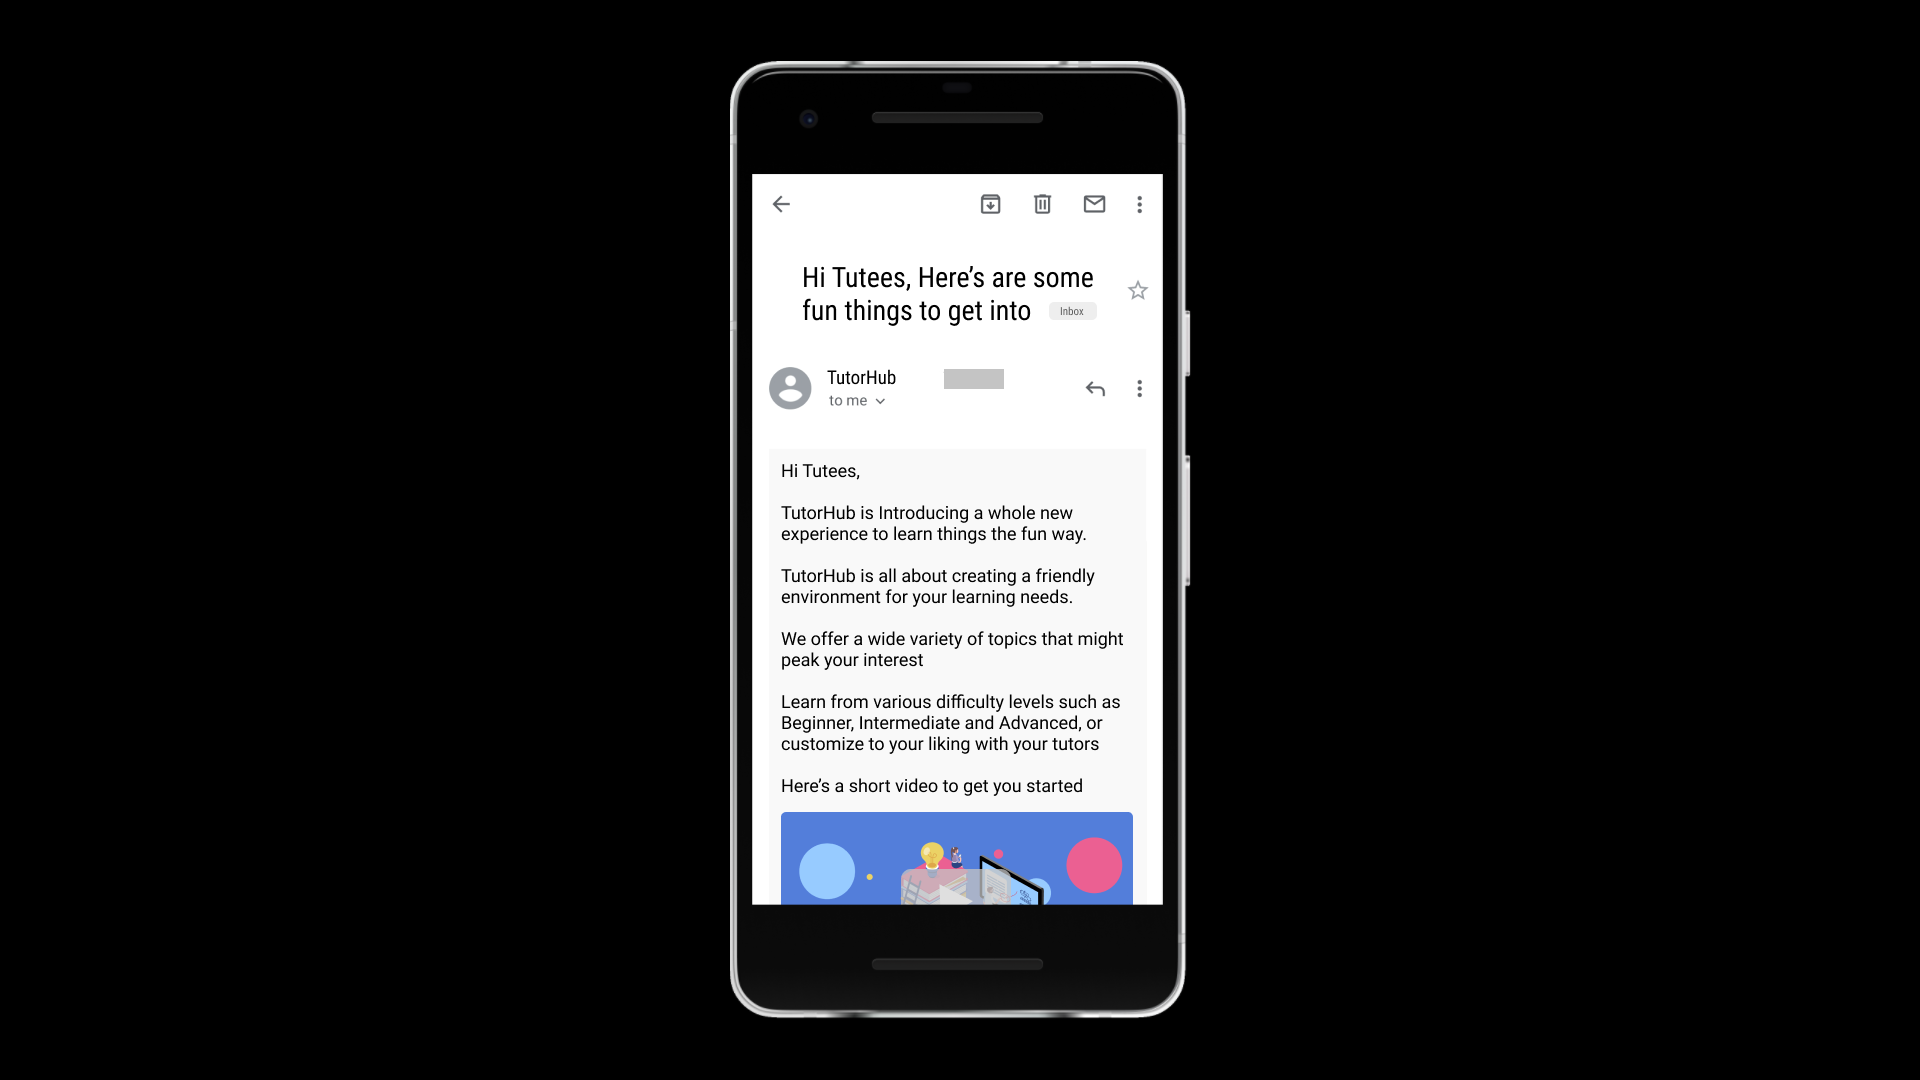 Hi Tutees, Here’s are some
fun things to get into
Inbox
TutorHub
to me
Hi Tutees,
TutorHub is Introducing a whole new
experience to learn things the fun way.
TutorHub is all about creating a friendly
environment for your learning needs.
We offer a wide variety of topics that might
peak your interest
Learn from various difficulty levels such as
Beginner, Intermediate and Advanced, or
customize to your liking with your tutors
Here’s a short video to get you started